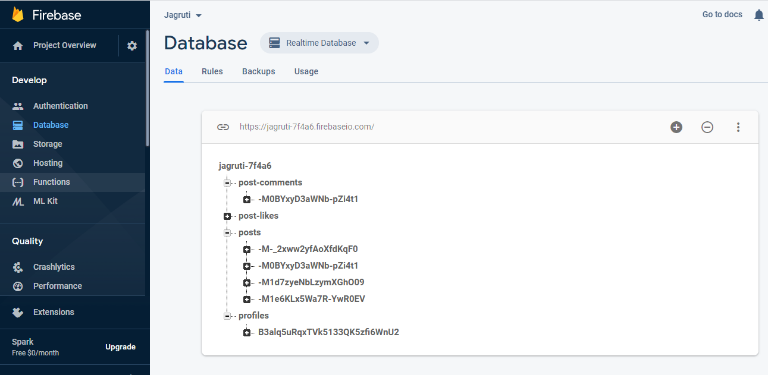 Firebase
Project Overview
Develop
Authentication
Database
Storage
Hosting
Functions
ML Kit
Quality
Crashlytics
Performance
Extensions
Spark
Free $0/month
Upgrade
Jagruti
Go to docs
Database
Realtime Database
Data Rules Backups Usage
https://jagruti-7f4a6.firebaseio.com/
jagruti-7f4a6
post-comments
-M0BYxyD3aWNb-pZi4t1
post-likes
posts
-M-_2xww2yfAoXfdKqF0
-M0BYxyD3aWNb-pZi4t1
-M1d7zyeNbLzymXGhO09
-M1e6KLx5Wa7R-YwR0EV
profiles
B3alq5uRqxTVk5133QK5zfi6WnU2